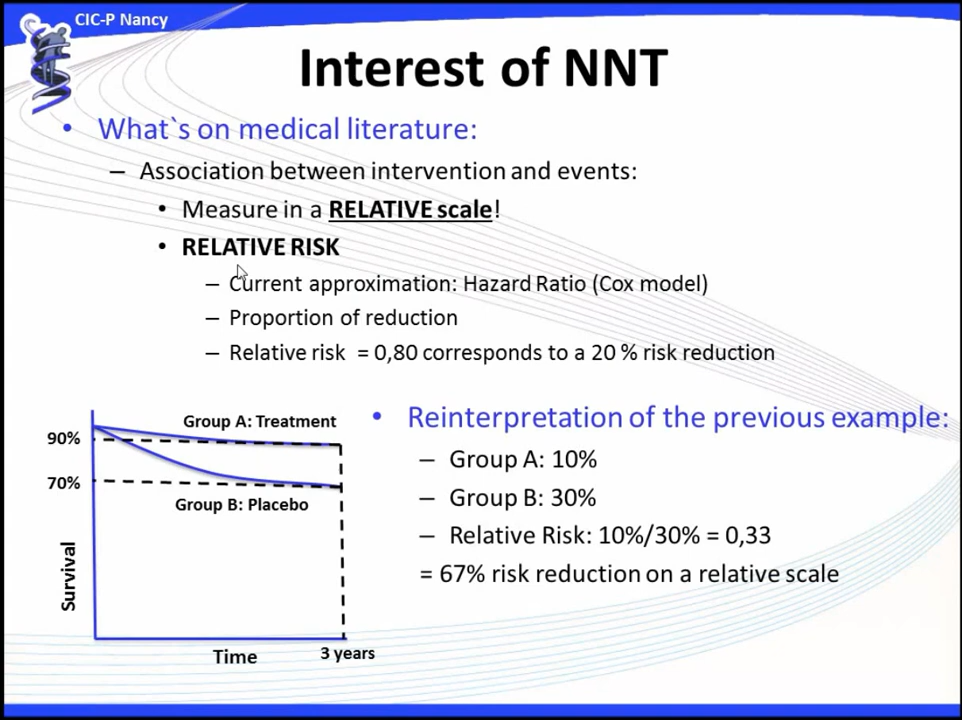 CIC-P Nancy
Interest of NNT
• What`s on medical literature:
– Association between intervention and events:
• Measure in a RELATIVE scale!
• RELATIVE RISK
– Current approximation: Hazard Ratio (Cox model)
– Proportion of reduction
– Relative risk = 0,80 corresponds to a 20 % risk reduction
Group A: Treatment
90%
70%
Group B: Placebo
Survival
Time
3 years
• Reinterpretation of the previous example:
– Group A: 10%
– Group B: 30%
– Relative Risk: 10%/30% = 0,33
= 67% risk reduction on a relative scale